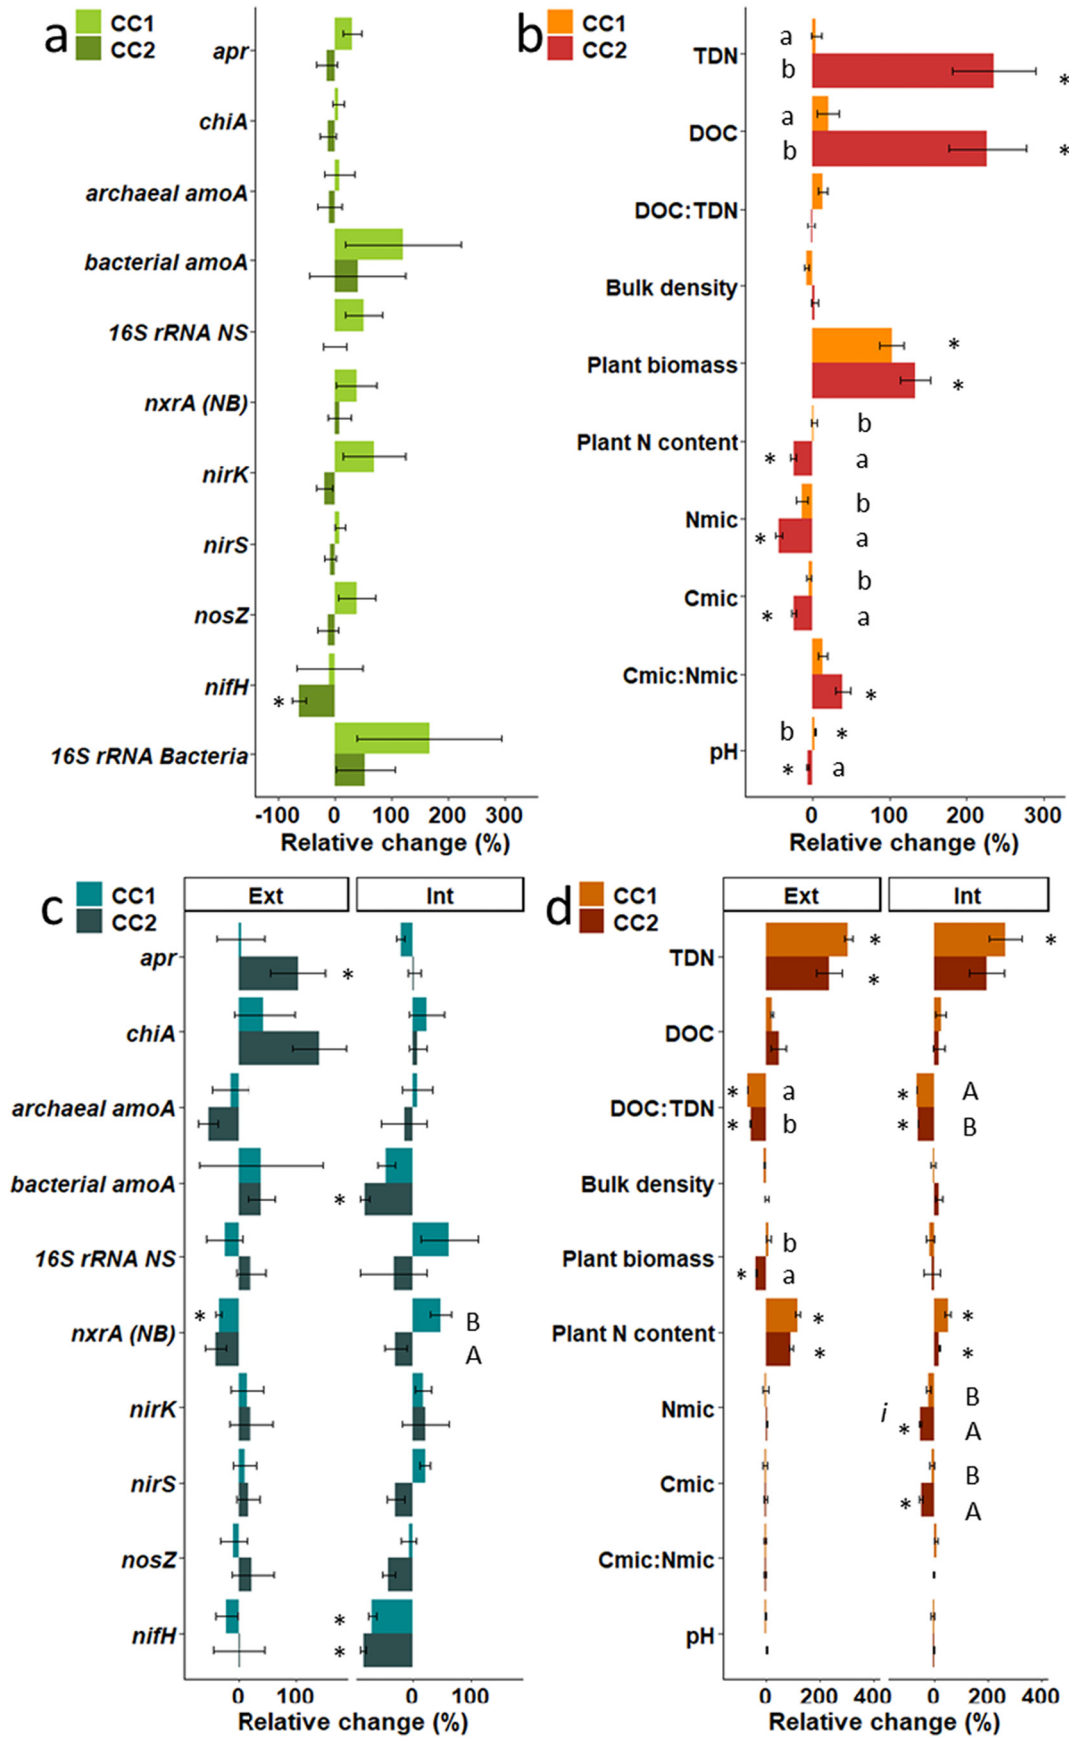 a
CC1
CC2
apr
chiA
archaeal amoA
bacterial amoA
16S rRNA NS
nxrA (NB)
nirK
nirS
nosZ
nifH
*
16S rRNA Bacteria
-100 0 100 200 300
Relative change (%)
b
CC1
CC2
TDN
a
b
*
DOC
a
b
*
DOC:TDN
Bulk density
Plant biomass
*
*
Plant N content
b
*
a
Nmic
b
*
a
Cmic
b
*
a
Cmic:Nmic
*
pH
b
*
*
a
0 100 200 300
Relative change (%)
c
CC1
CC2
Ext Int
apr
*
chiA
archaeal amoA
bacterial amoA
*
16S rRNA NS
nxrA (NB)
*
B
A
nirK
nirS
nosZ
nifH
*
*
0 100 0 100
Relative change (%)
d
CC1
CC2
Ext Int
TDN
* *
*
DOC
DOC:TDN
* a * A
* b * B
Bulk density
Plant biomass
b
* a
Plant N content
* *
* *
Nmic
i
B
* A
Cmic
B
* A
Cmic:Nmic
pH
0 200 400 0 200 400
Relative change (%)